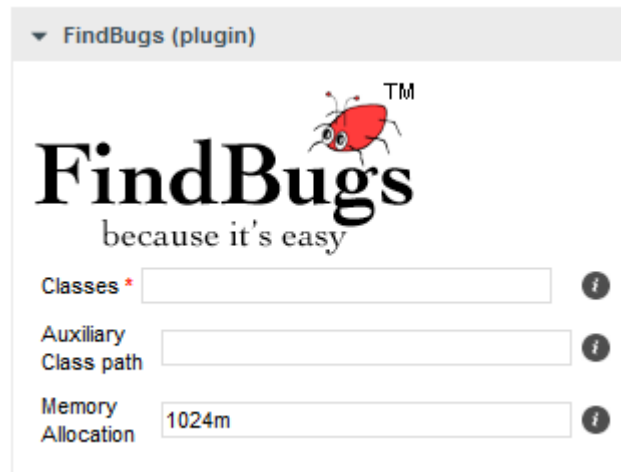 FindBugs (plugin)
TM
FindBugs
because it's easy
Classes *
Auxiliary
Class path
Memory
Allocation
1024m